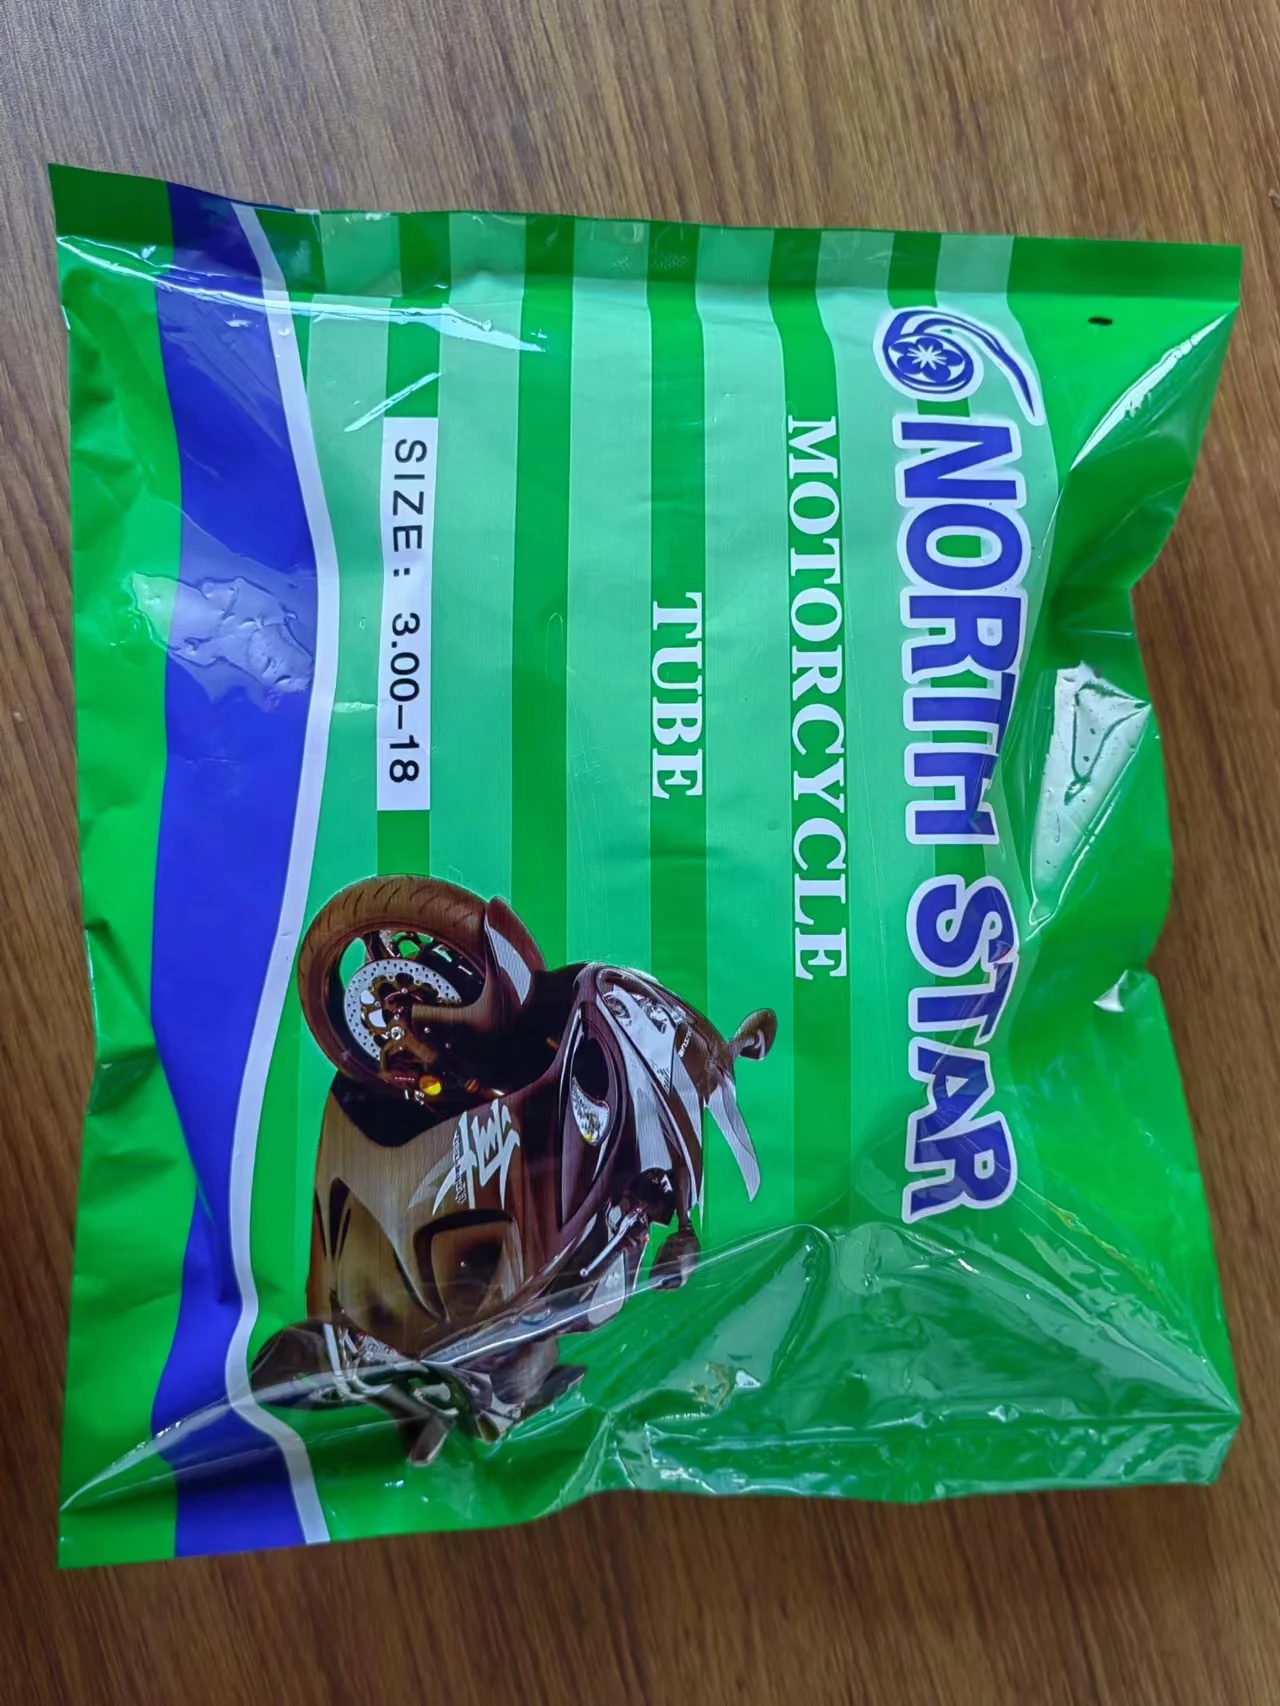 NORTH STAR
MOTORCYCLE
TUBE
SIZE: 3.00-18